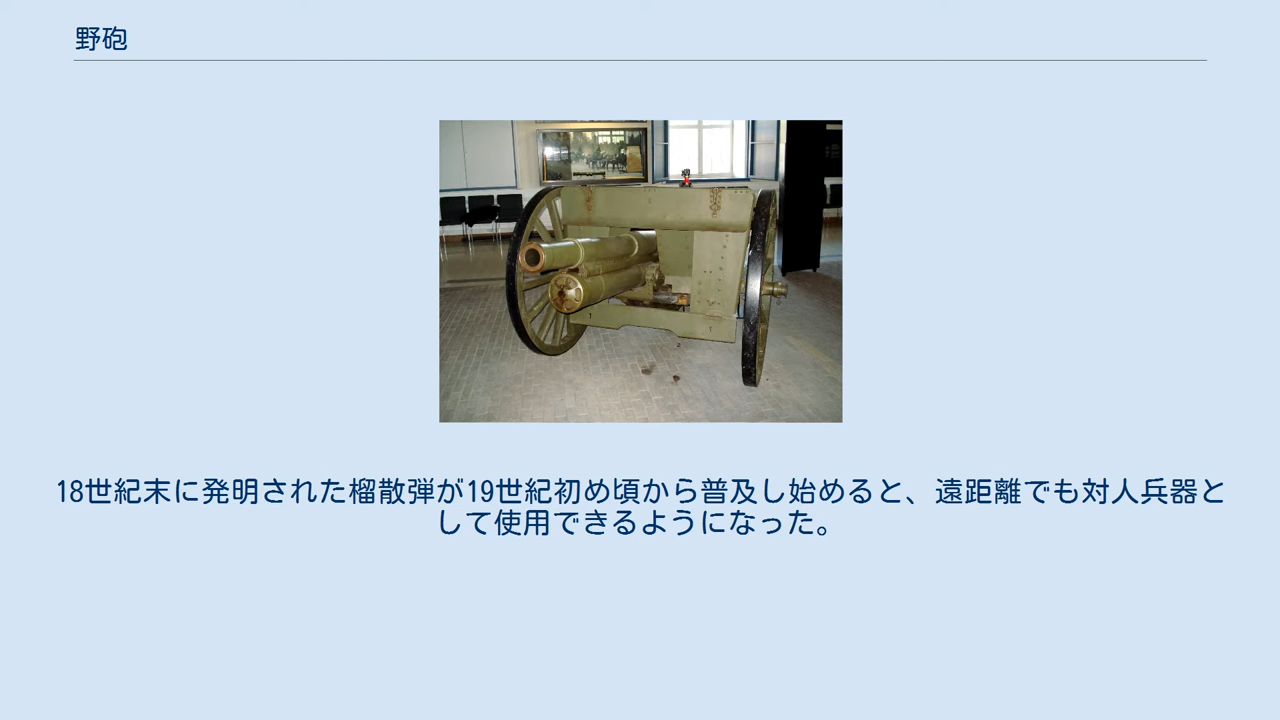 野砲
18世紀末に発明された榴散弾が19世紀初め頃から普及し始めると、遠距離でも対人兵器と
して使用できるようになった。